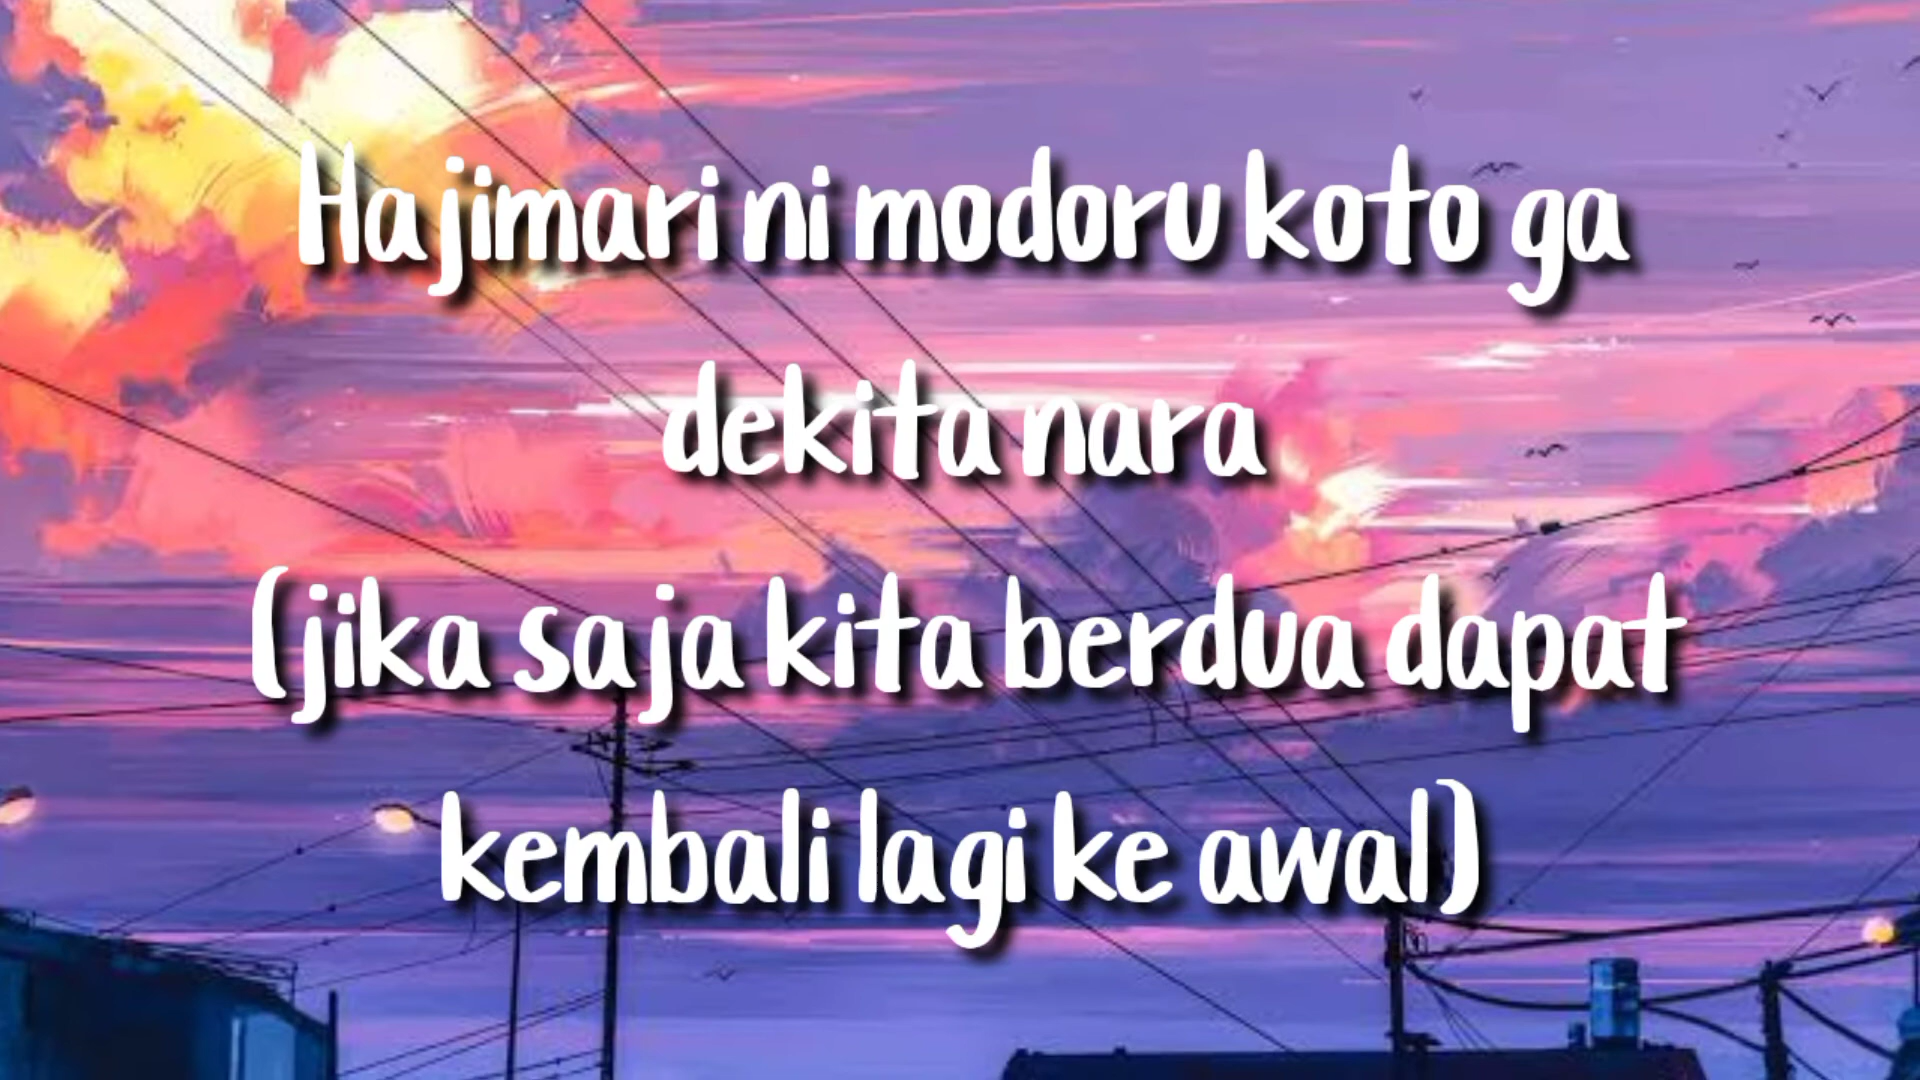 Hajimari ni modoru koto ga
dekita nara
(jika saja kita berdua dapat
kembali lagi ke awal)